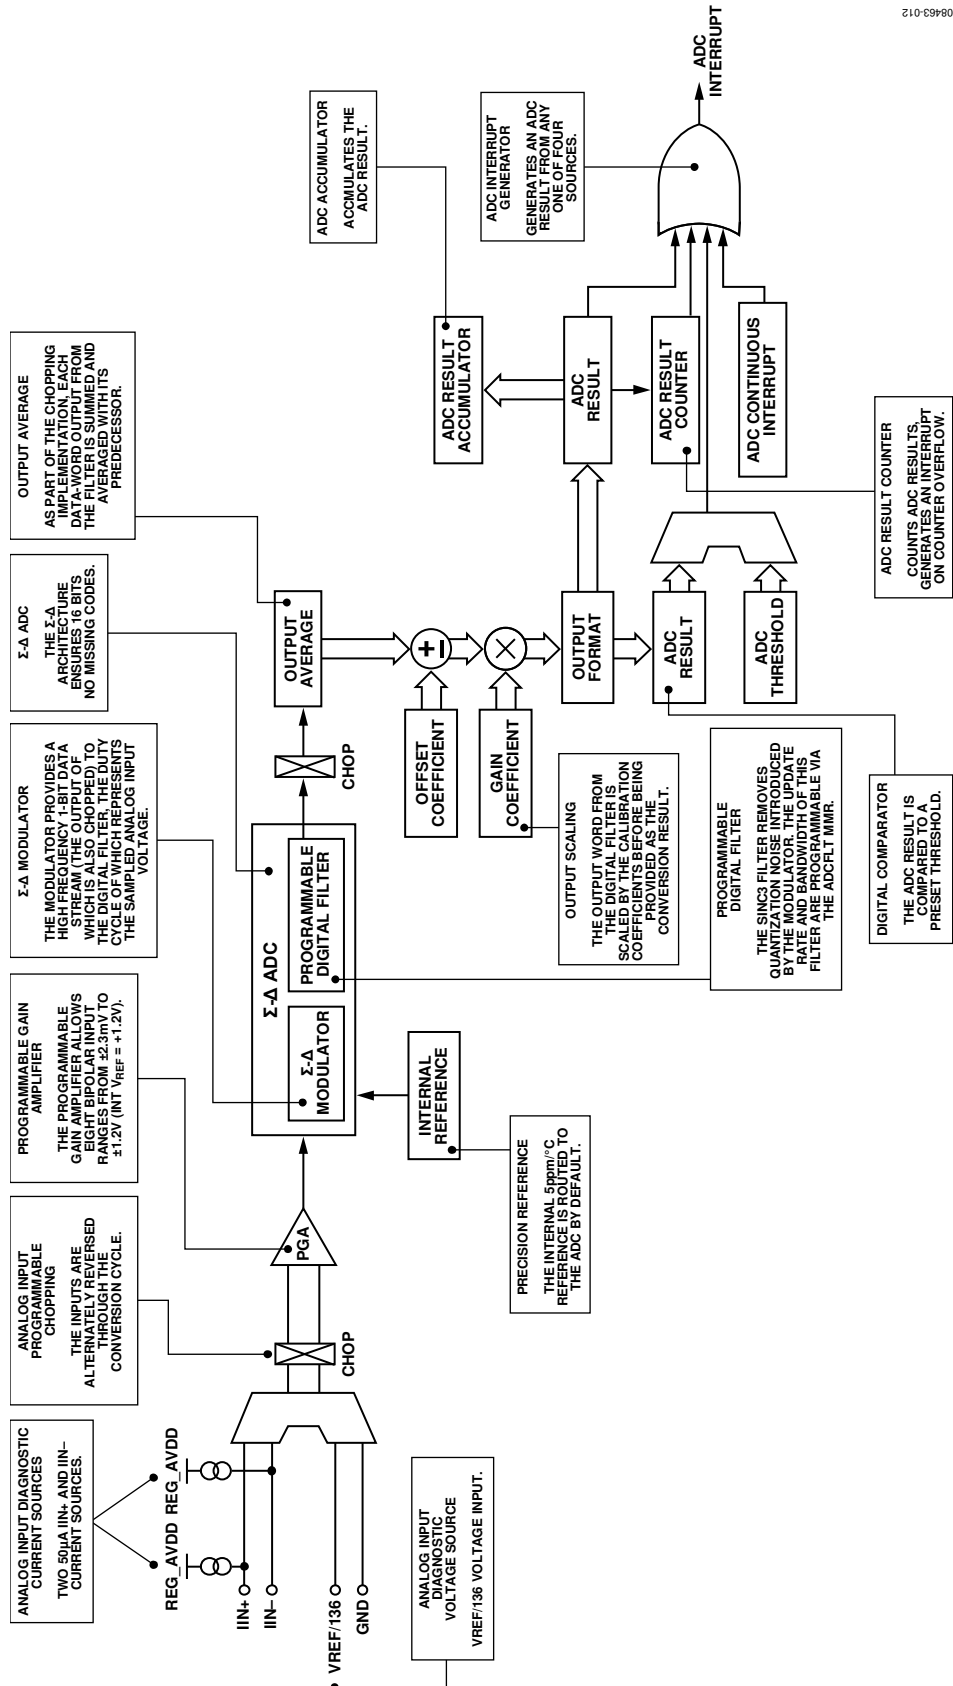 ANALOG INPUT DIAGNOSTIC
CURRENT SOURCES
TWO 50µA IIN+ AND IIN–
CURRENT SOURCES.
ANALOG INPUT
PROGRAMMABLE
CHOPPING
THE INPUTS ARE
ALTERNATELY REVERSED
THROUGH THE
CONVERSION CYCLE.
PROGRAMMABLE GAIN
AMPLIFIER
THE PROGRAMMABLE
GAIN AMPLIFIER ALLOWS
EIGHT BIPOLAR INPUT
RANGES FROM ±2.3mV TO
±1.2V (INT VREF = +1.2V).
Σ-Δ MODULATOR
THE MODULATOR PROVIDES A
HIGH FREQUENCY 1-BIT DATA
STREAM (THE OUTPUT OF
WHICH IS ALSO CHOPPED) TO
THE DIGITAL FILTER, THE DUTY
CYCLE OF WHICH REPRESENTS
THE SAMPLED ANALOG INPUT
VOLTAGE.
Σ-Δ ADC
THE Σ-Δ
ARCHITECTURE
ENSURES 16 BITS
NO MISSING CODES.
OUTPUT AVERAGE
AS PART OF THE CHOPPING
IMPLEMENTATION, EACH
DATA-WORD OUTPUT FROM
THE FILTER IS SUMMED AND
AVERAGED WITH ITS
PREDECESSOR.
REG_AVDD
REG_AVDD
IIN+
IIN–
VREF/136
GND
CHOP
PGA
Σ-Δ ADC
Σ-Δ
MODULATOR
PROGRAMMABLE
DIGITAL FILTER
CHOP
OUTPUT
AVERAGE
ADC ACCUMULATOR
ACCMULATES THE
ADC RESULT.
INTERNAL
REFERENCE
OFFSET
COEFFICIENT
GAIN
COEFFICIENT
OUTPUT
FORMAT
ADC RESULT
ACCUMULATOR
ADC
RESULT
ADC RESULT
COUNTER
ADC CONTINUOUS
INTERRUPT
ADC
RESULT
ADC
THRESHOLD
ADC INTERRUPT
GENERATOR
GENERATES AN ADC
RESULT FROM ANY
ONE OF FOUR
SOURCES.
ADC
INTERRUPT
ANALOG INPUT
DIAGNOSTIC
VOLTAGE SOURCE
VREF/136 VOLTAGE INPUT.
PRECISION REFERENCE
THE INTERNAL 5ppm/°C
REFERENCE IS ROUTED TO
THE ADC BY DEFAULT.
OUTPUT SCALING
THE OUTPUT WORD FROM
THE DIGITAL FILTER IS
SCALED BY THE CALIBRATION
COEFFICIENTS BEFORE BEING
PROVIDED AS THE
CONVERSION RESULT.
PROGRAMMABLE
DIGITAL FILTER
THE SINC3 FILTER REMOVES
QUANTIZATION NOISE INTRODUCED
BY THE MODULATOR. THE UPDATE
RATE AND BANDWIDTH OF THIS
FILTER ARE PROGRAMMABLE VIA
THE ADCFLT MMR.
DIGITAL COMPARATOR
THE ADC RESULT IS
COMPARED TO A
PRESET THRESHOLD.
ADC RESULT COUNTER
COUNTS ADC RESULTS,
GENERATES AN INTERRUPT
ON COUNTER OVERFLOW.
08463-012